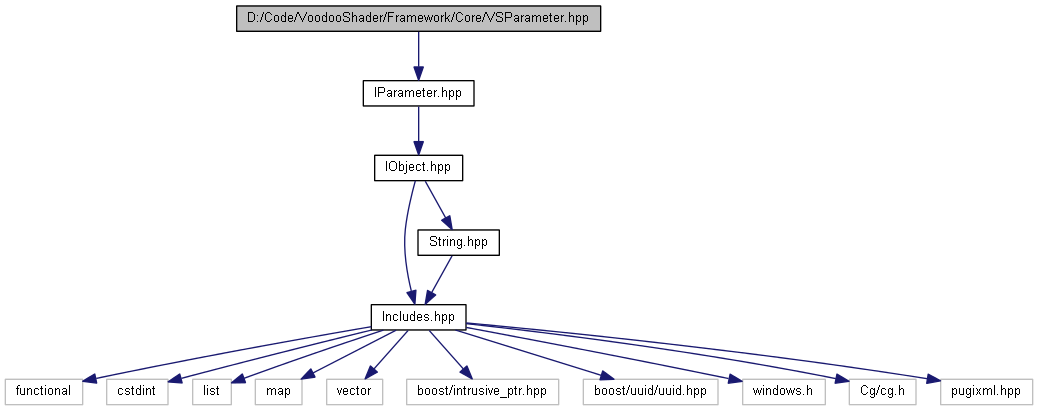 D:/Code/VoodooShader/Framework/Core/VSParameter.hpp
IParameter.hpp
IObject.hpp
String.hpp
Includes.hpp
functional
cstdint
list
map
vector
boost/intrusive_ptr.hpp
boost/uuid/uuid.hpp
windows.h
Cg/cg.h
pugixml.hpp